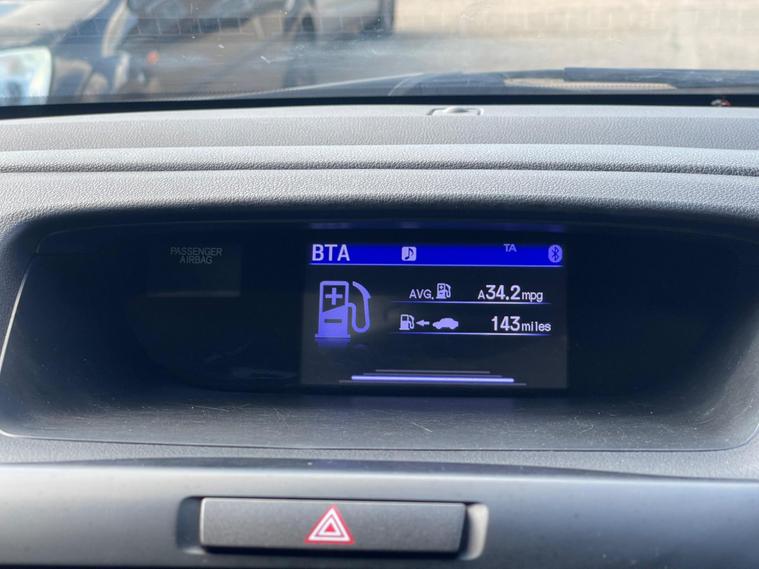 PASSENGER
AIRBAG
BTA
TA
AVG. A34.2mpg
143miles